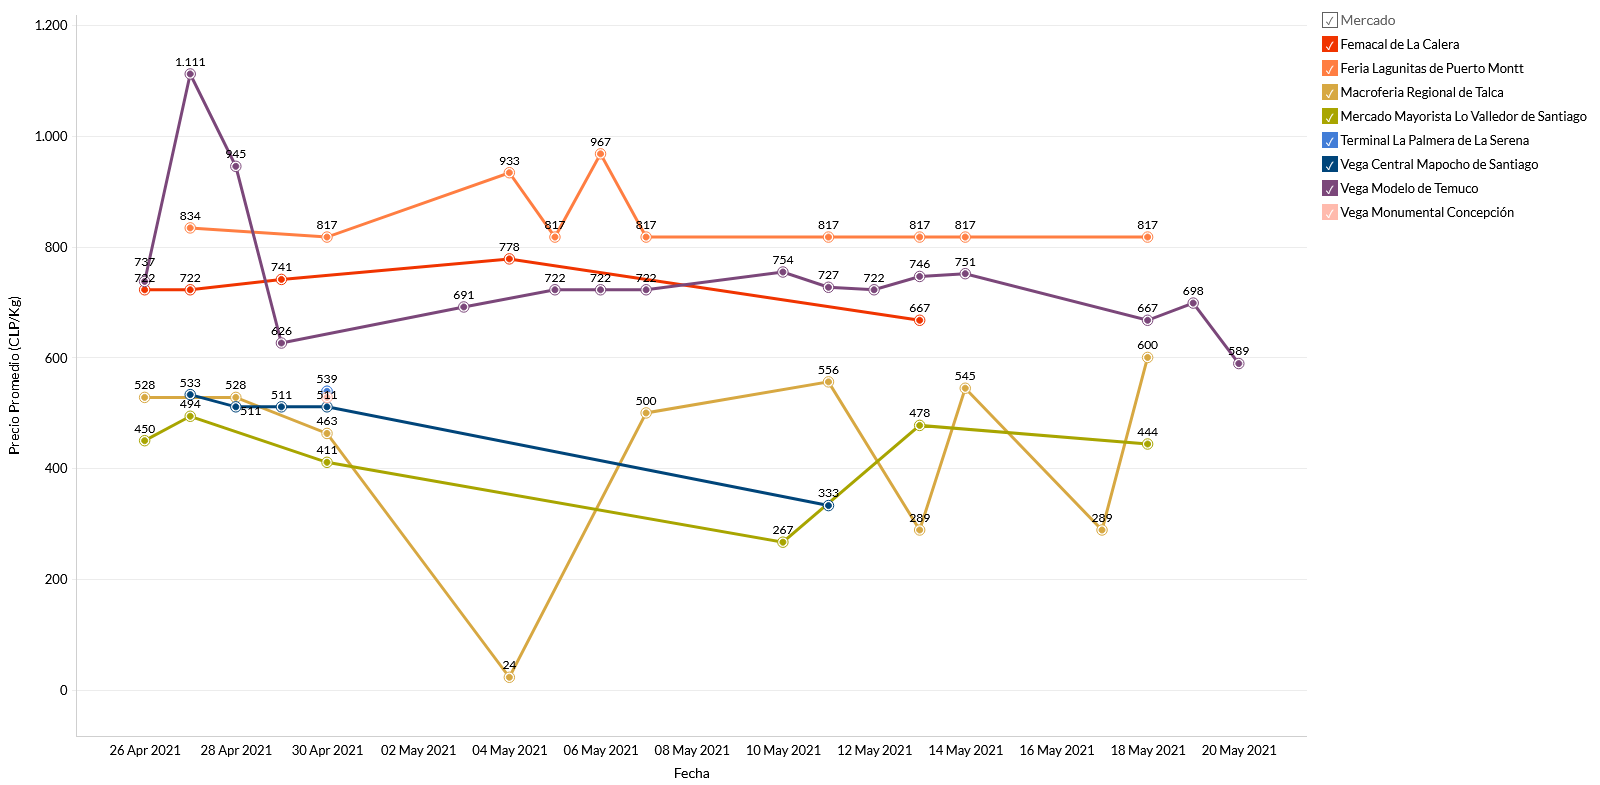 1.200
1.000
800
600
400
200
0
Precio Promedio (CLP/Kg)
1.111
945
967
933
834
817
817
817
817
817
817
817
737
722
722
741
778
626
691
722
722
722
754
727
722
746
751
667
667
698
589
600
528
533
528
539
511
511
511
494
450
463
411
500
556
545
478
444
333
267
289
289
24
26 Apr 2021
28 Apr 2021
30 Apr 2021
02 May 2021
04 May 2021
06 May 2021
08 May 2021
10 May 2021
12 May 2021
14 May 2021
16 May 2021
18 May 2021
20 May 2021
Fecha
Mercado
Femacal de La Calera
Feria Lagunitas de Puerto Montt
Macroferia Regional de Talca
Mercado Mayorista Lo Valledor de Santiago
Terminal La Palmera de La Serena
Vega Central Mapocho de Santiago
Vega Modelo de Temuco
Vega Monumental Concepción